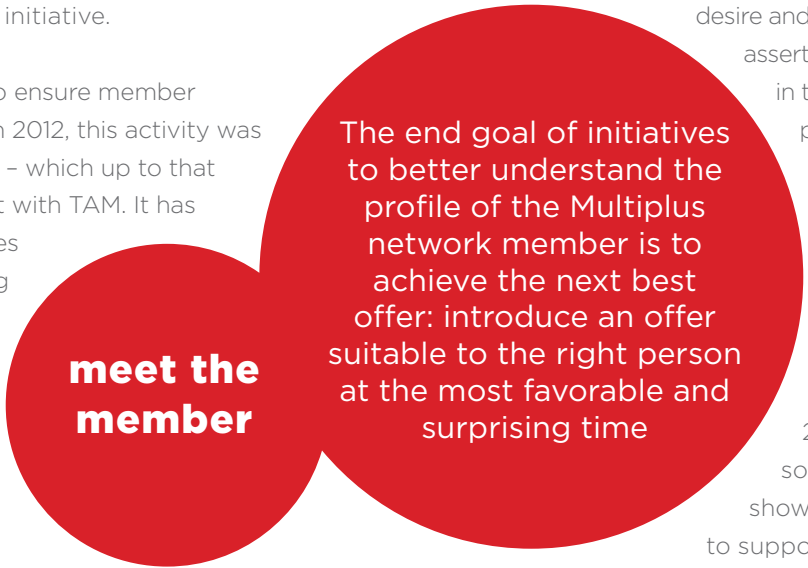 initiative.
ensure member
2012, this activity was
– which up to that
with TAM. It has
meet the
member
The end goal of initiatives
to better understand the
profile of the Multiplus
network member is to
achieve the next best
offer: introduce an offer
suitable to the right person
at the most favorable and
surprising time
desire and
assert
in
show
to